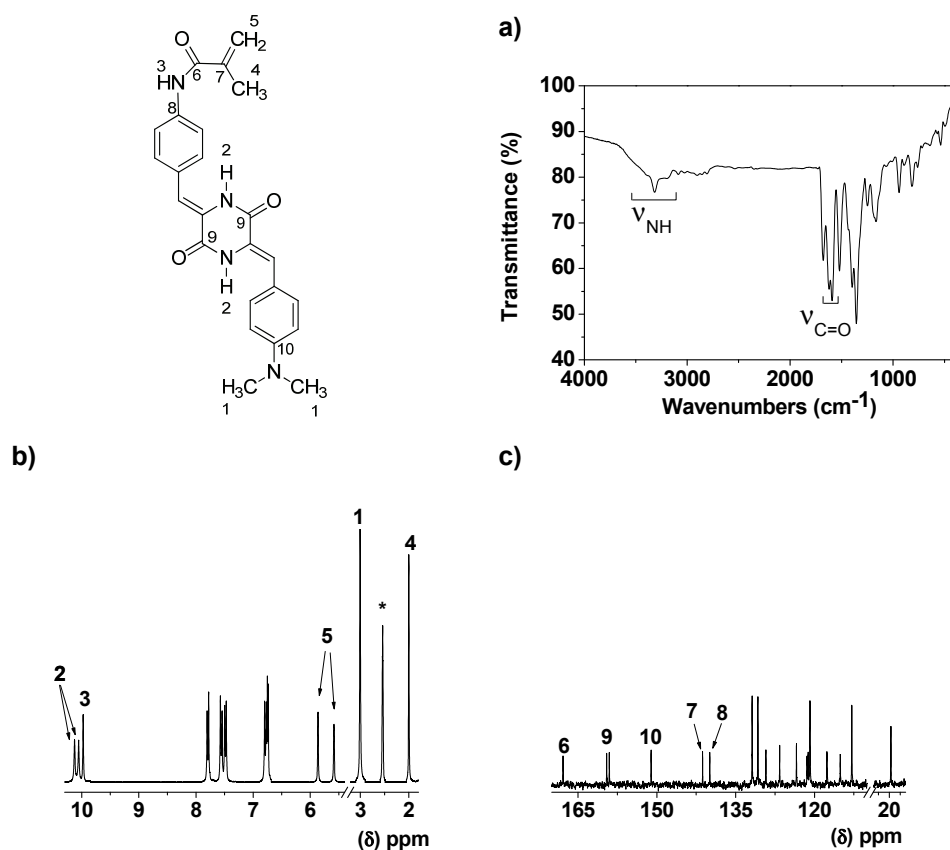 5
O CH2
3 6 7 4
HN CH3
8
2
H
HN 9 O
O 9 NH
H
2
10
H3C N CH3
1 1
a)
Transmittance (%)
100
90
80
70
60
50
40
νNH
νC=O
4000 3000 2000 1000
Wavenumbers (cm-1)
b)
1
4
*
5
2
3
10 9 8 7 6 3 2
(δ) ppm
c)
6 9 10 7 8
165 150 135 120 20
(δ) ppm